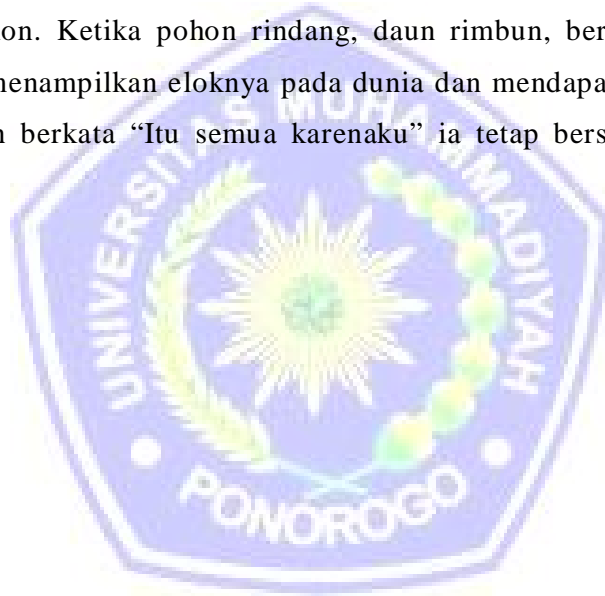 on. Ketika pohon rindang, daun rimbun, ber
menampilkan eloknya pada dunia dan mendapa
berkata “Itu semua karenaku” ia tetap bers
UNIVERSITAS MUHAMMADIYAH
PONOROGO